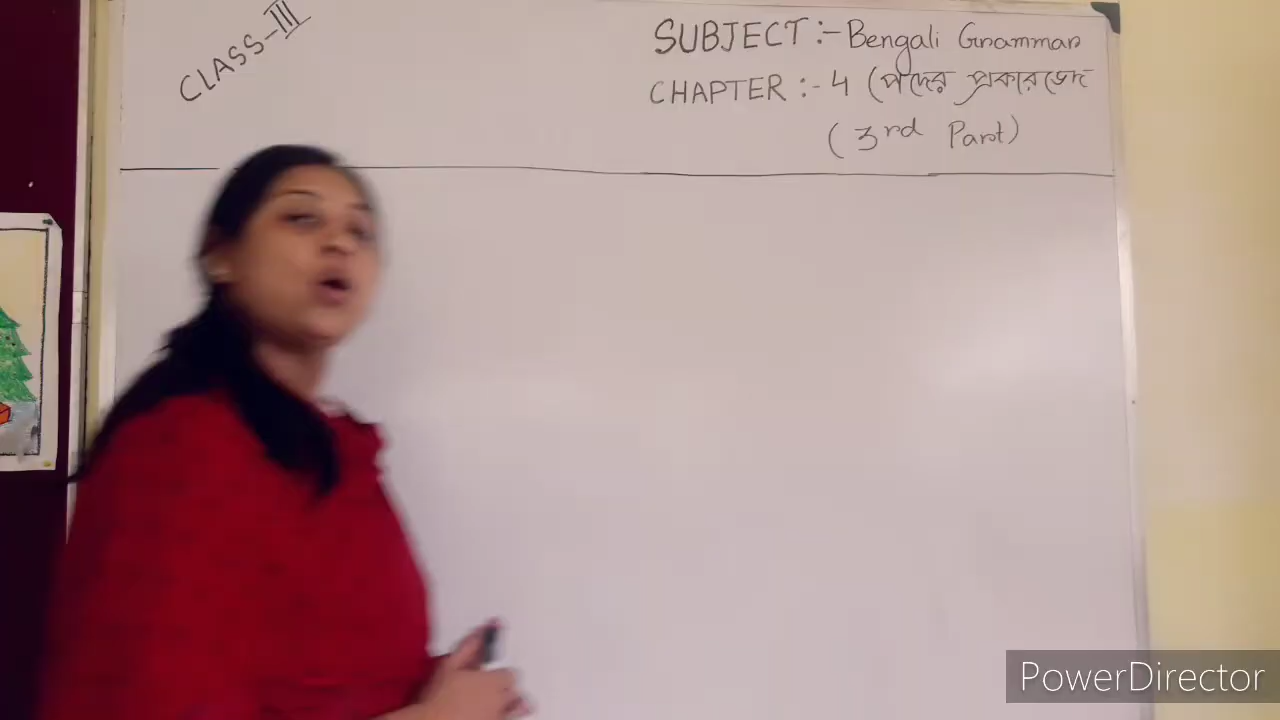 CLASS-III
SUBJECT :- Bengali Grammar
CHAPTER :- 4 (পদের প্রকারভেদ
(3rd Part)
PowerDirector